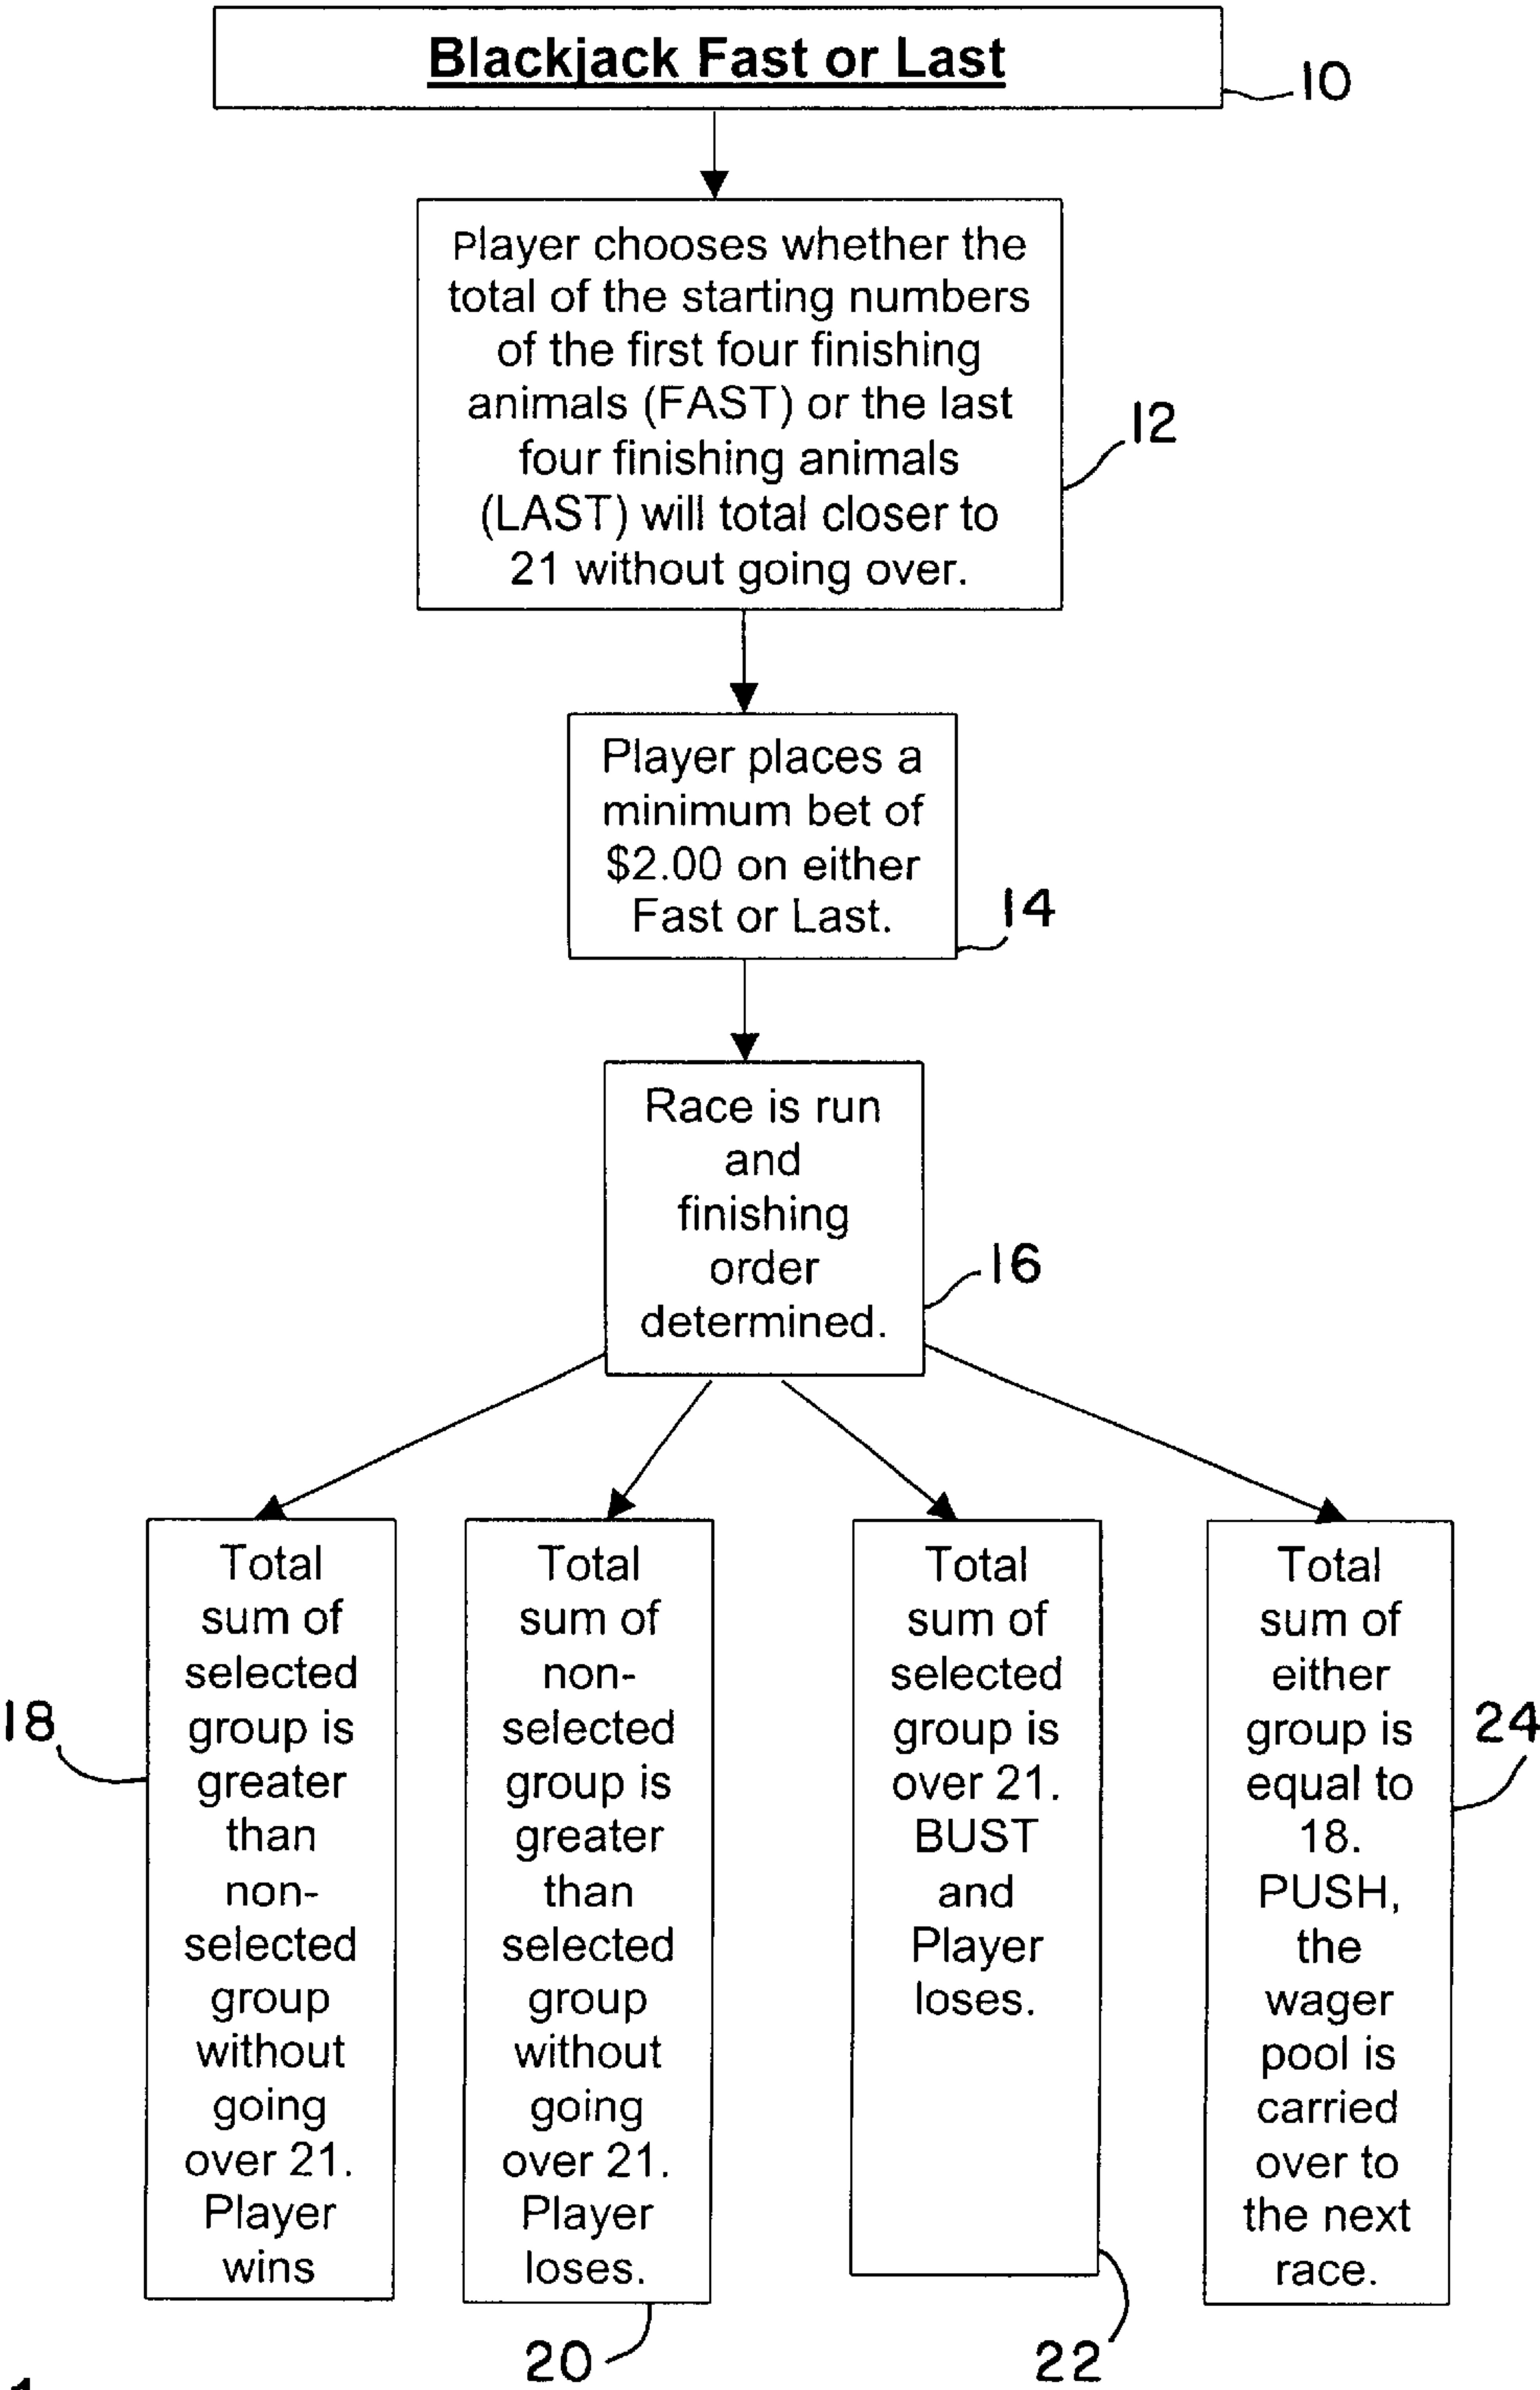 Blackjack Fast or Last
10
Player chooses whether the
total of the starting numbers
of the first four finishing
animals (FAST) or the last
four finishing animals
(LAST) will total closer to
21 without going over.
12
Player places a
minimum bet of
$2.00 on either
Fast or Last.
14
Race is run
and
finishing
order
determined.
16
Total
sum of
selected
group is
greater
than
non-
selected
group
without
going
over 21.
Player
wins
18
Total
sum of
non-
selected
group is
greater
than
selected
group
without
going
over 21.
Player
loses.
20
Total
sum of
selected
group is
over 21.
BUST
and
Player
loses.
22
Total
sum of
either
group is
equal to
18.
PUSH,
the
wager
pool is
carried
over to
the next
race.
24